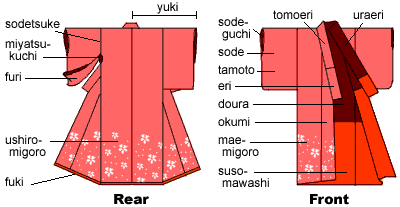 yuki
sodetsuke
miyatsu-
kuchi
furi
ushiro-
migoro
fuki
Rear
tomoeri
uraeri
sode-
guchi
sode
tamoto
eri
doura
okumi
mae-
migoro
suso-
mawashi
Front